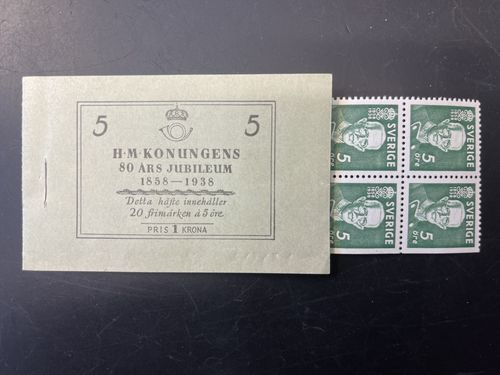 5 5
H·M·KONUNGENS
80 ÅRS JUBILEUM
1858—1938
Detta häfte innehåller
20 frimärken à 5 öre.
PRIS 1 KRONA
SVERIGE
5
öre
SVERIGE
5
öre
SVERIGE
5
öre
SVERIGE
5
öre